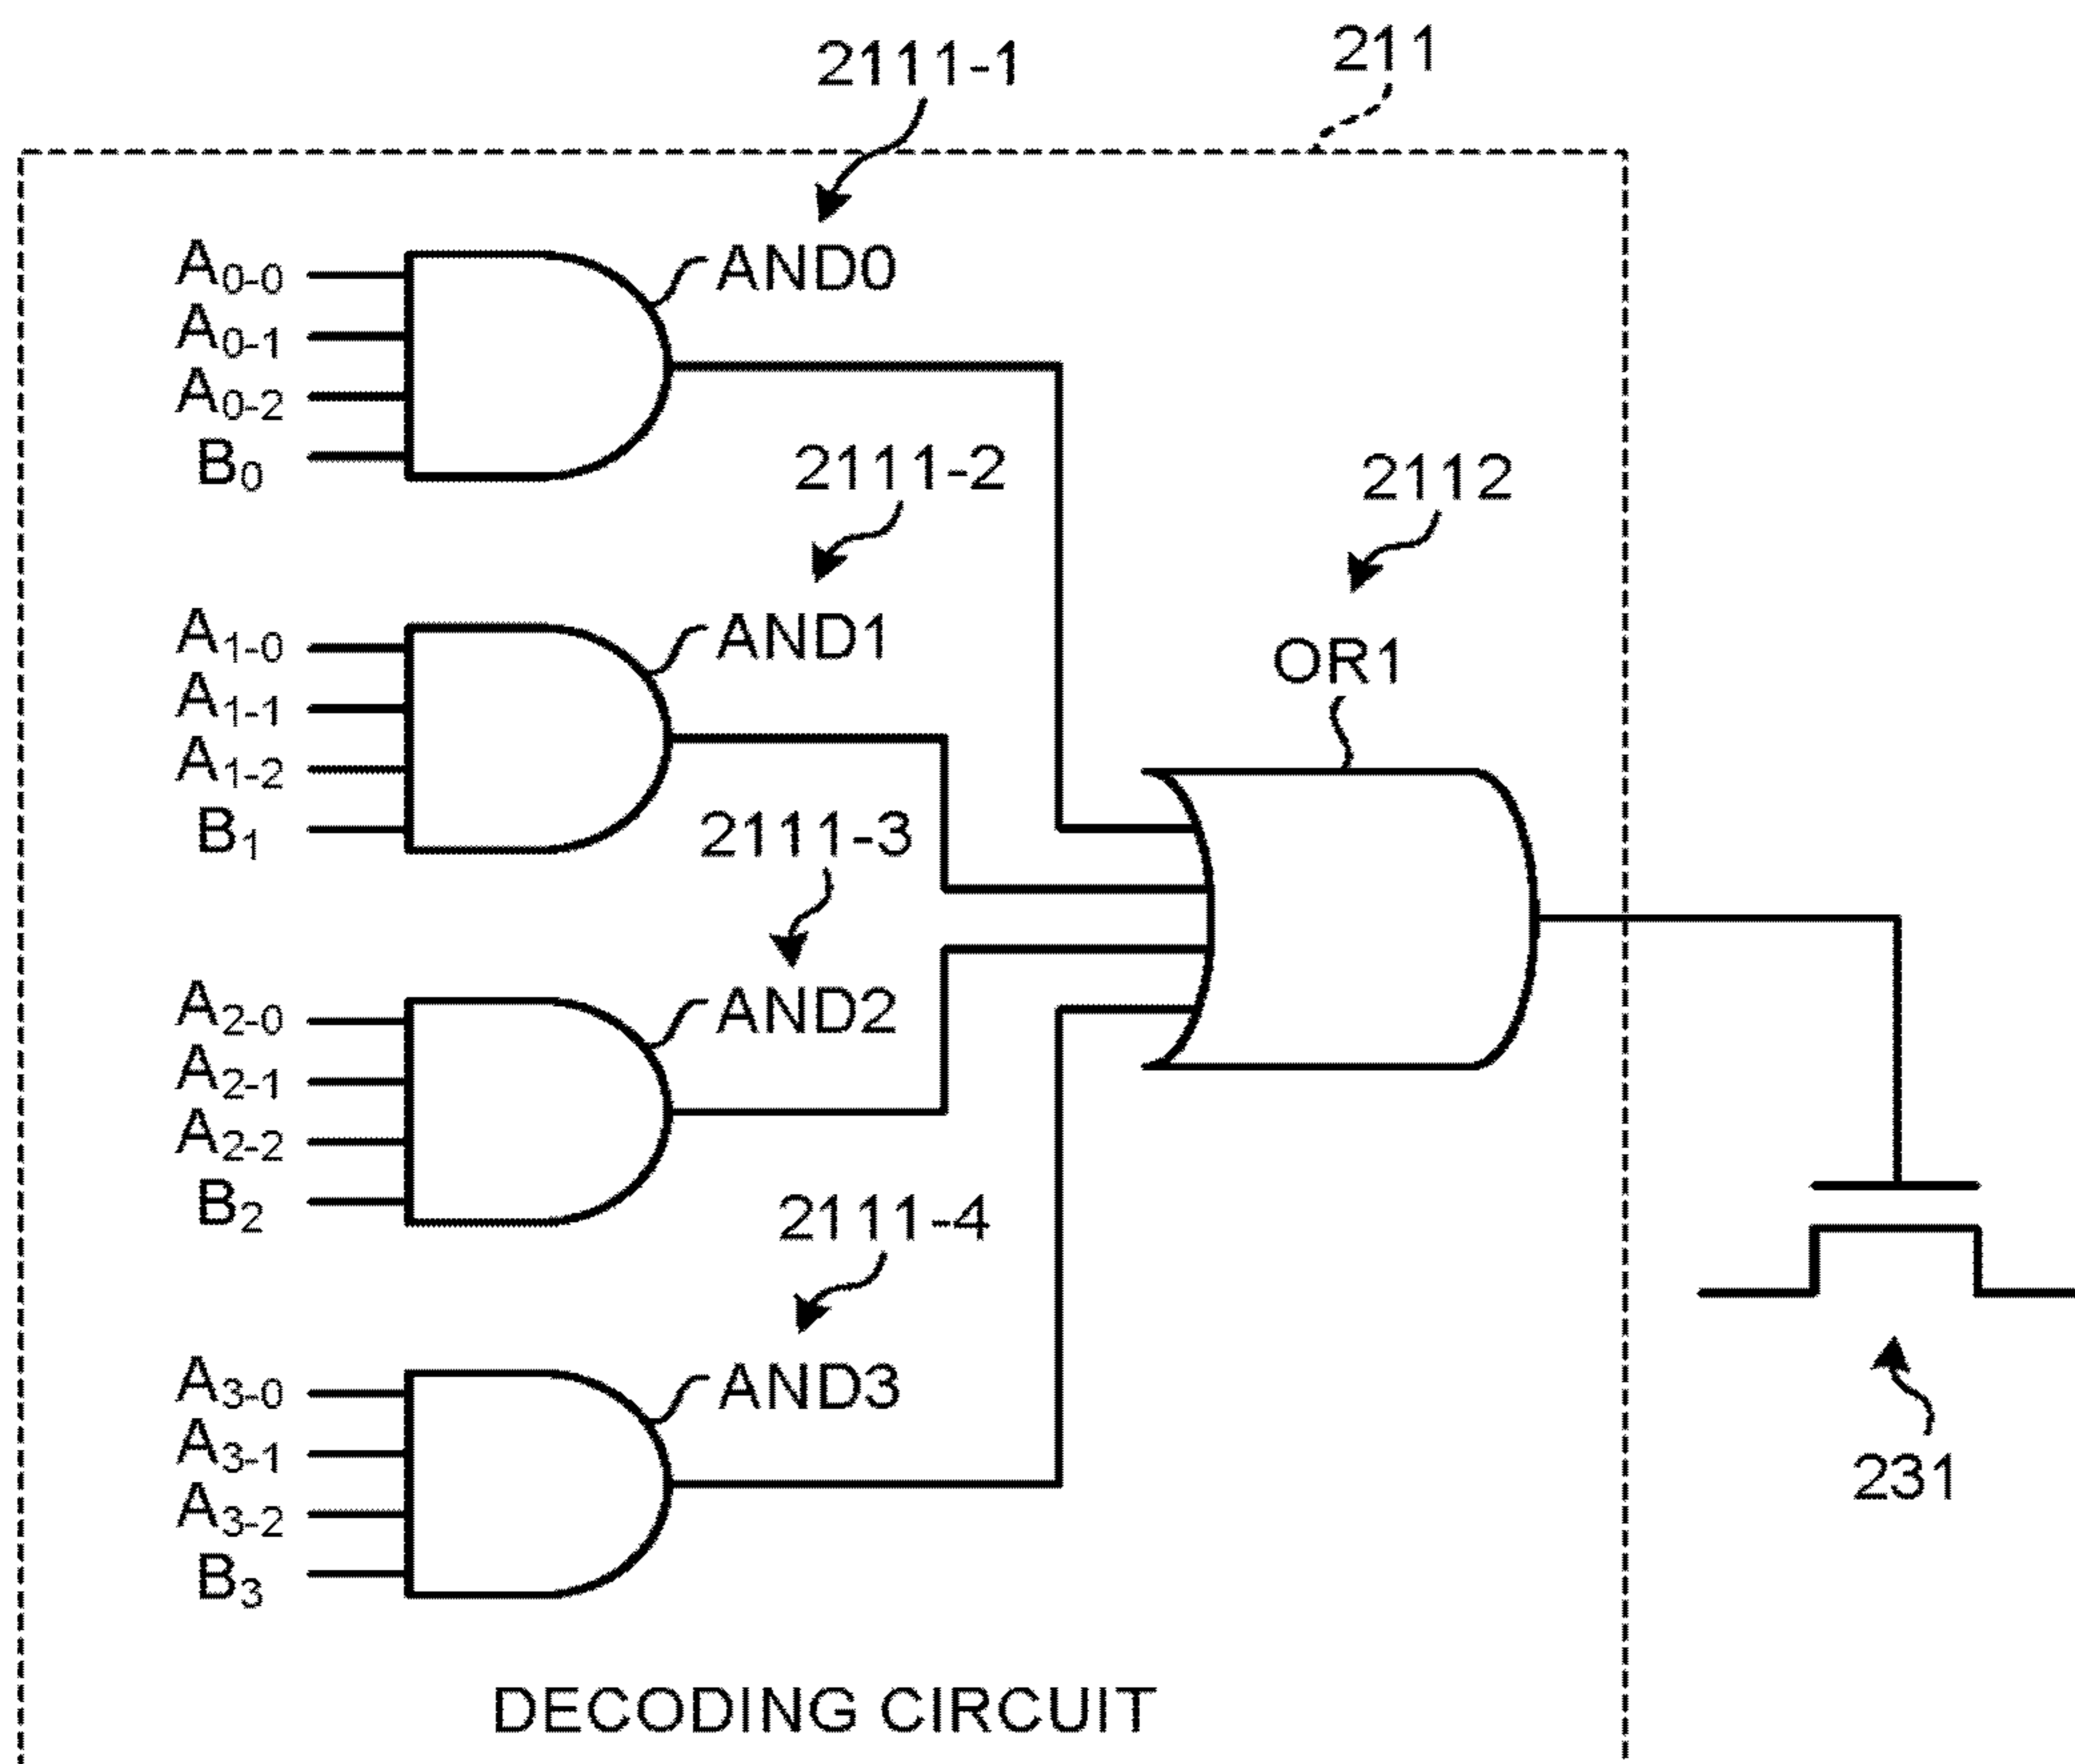 2111-1
211
A0-0
AND0
A0-1
A0-2
B0
2111-2
2112
A1-0
AND1
OR1
A1-1
A1-2
B1
2111-3
A2-0
AND2
A2-1
A2-2
B2
2111-4
A3-0
AND3
A3-1
A3-2
231
B3
DECODING CIRCUIT